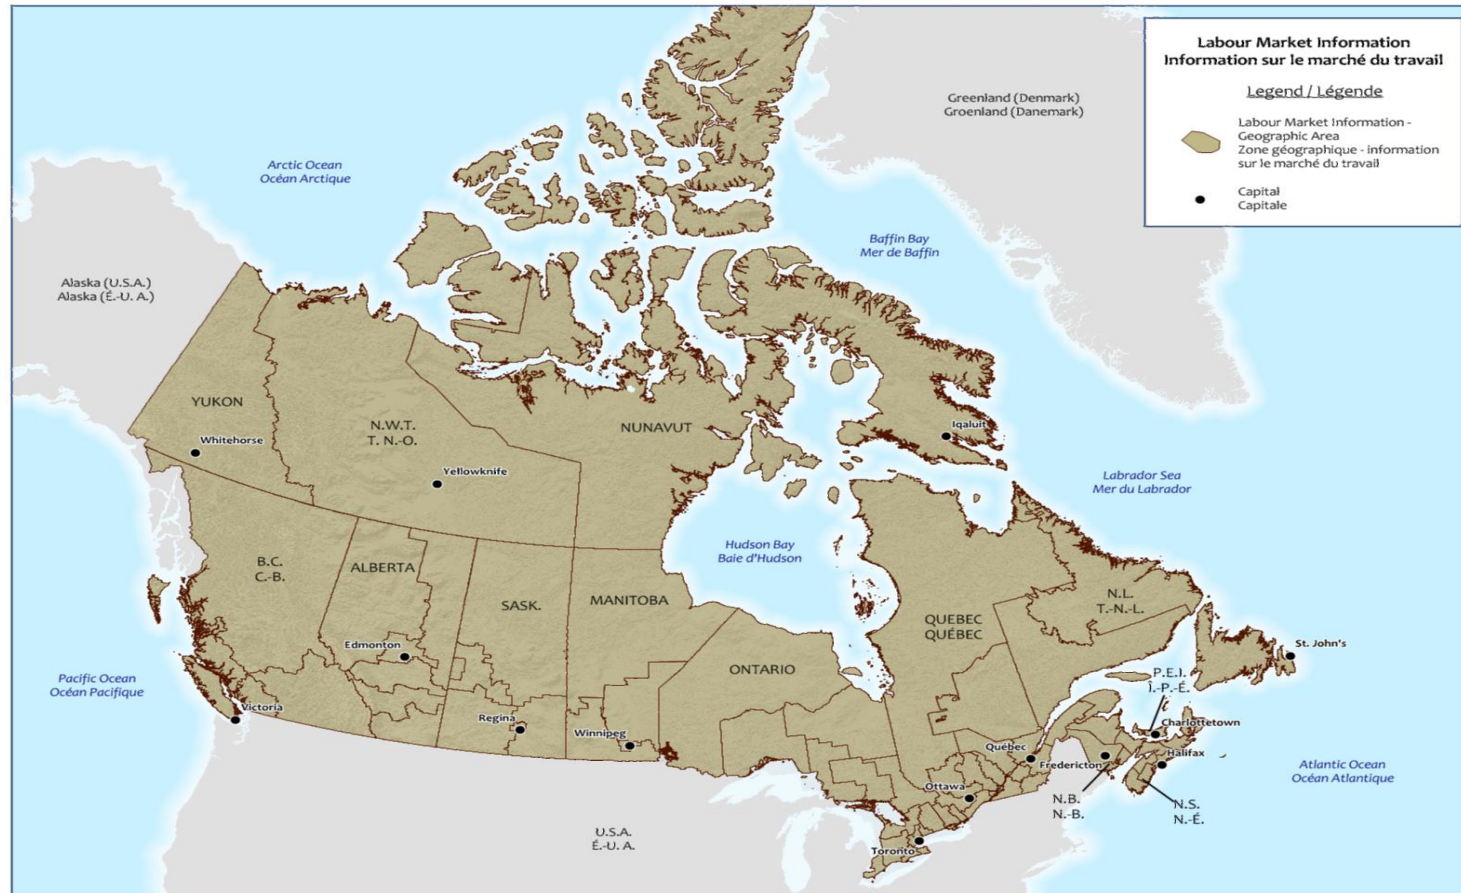 Labour Market Information
Information sur le marché du travail
Legend / Légende
Labour Market Information -
Geographic Area
Zone géographique - information
sur le marché du travail
Capital
Capitale
Greenland (Denmark)
Groenland (Danemark)
Arctic Ocean
Océan Arctique
Baffin Bay
Mer de Baffin
Alaska (U.S.A.)
Alaska (É.-U. A.)
YUKON
Whitehorse
N.W.T.
T. N.-O.
Yellowknife
NUNAVUT
Iqaluit
Labrador Sea
Mer du Labrador
Hudson Bay
Baie d'Hudson
B.C.
C.-B.
ALBERTA
SASK.
MANITOBA
QUEBEC
QUÉBEC
N.L.
T.-N.-L.
Edmonton
ONTARIO
St. John's
Pacific Ocean
Océan Pacifique
P.E.I.
Î.-P.-É.
Victoria
Regina
Winnipeg
Charlottetown
Québec
Fredericton
Halifax
Atlantic Ocean
Océan Atlantique
Ottawa
N.B.
N.-B.
N.S.
N.-É.
U.S.A.
É.-U. A.
Toronto